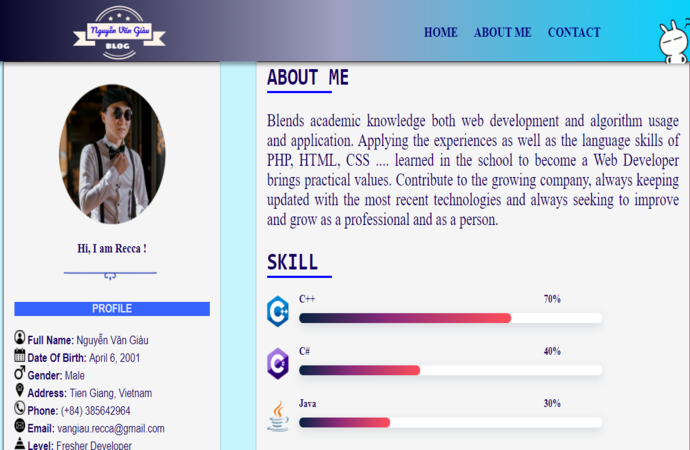 Nguyễn Văn Giàu
BLOG
HOME
ABOUT ME
CONTACT
Hi, I am Recca !
PROFILE
Full Name: Nguyễn Văn Giàu
Date Of Birth: April 6, 2001
Gender: Male
Address: Tien Giang, Vietnam
Phone: (+84) 385642964
Email: vangiau.recca@gmail.com
Level: Fresher Developer
ABOUT ME
Blends academic knowledge both web development and algorithm usage
and application. Applying the experiences as well as the language skills of
PHP, HTML, CSS .... learned in the school to become a Web Developer
brings practical values. Contribute to the growing company, always keeping
updated with the most recent technologies and always seeking to improve
and grow as a professional and as a person.
SKILL
C++ 70%
C# 40%
Java 30%